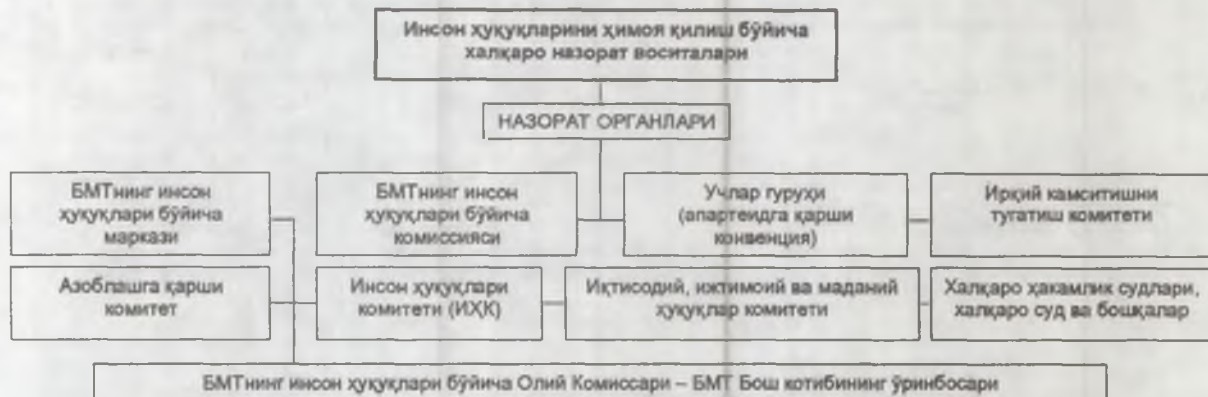 Инсон ҳуқуқларини ҳимоя қилиш бўйича
халқаро назорат воситалари
НАЗОРАТ ОРГАНЛАРИ
БМТнинг инсон
ҳуқуқлари бўйича
маркази
БМТнинг инсон
ҳуқуқлари бўйича
комиссияси
Учлар гуруҳи
(апартеидга қарши
конвенция)
Ирқий камситишни
тугатиш комитети
Азоблашга қарши
комитет
Инсон ҳуқуқлари
комитети (ИҲК)
Иқтисодий, ижтимоий ва маданий
ҳуқуқлар комитети
Халқаро ҳакамлик судлари,
халқаро суд ва бошқалар
БМТнинг инсон ҳуқуқлари бўйича Олий Комиссари – БМТ Бош котибининг ўринбосари